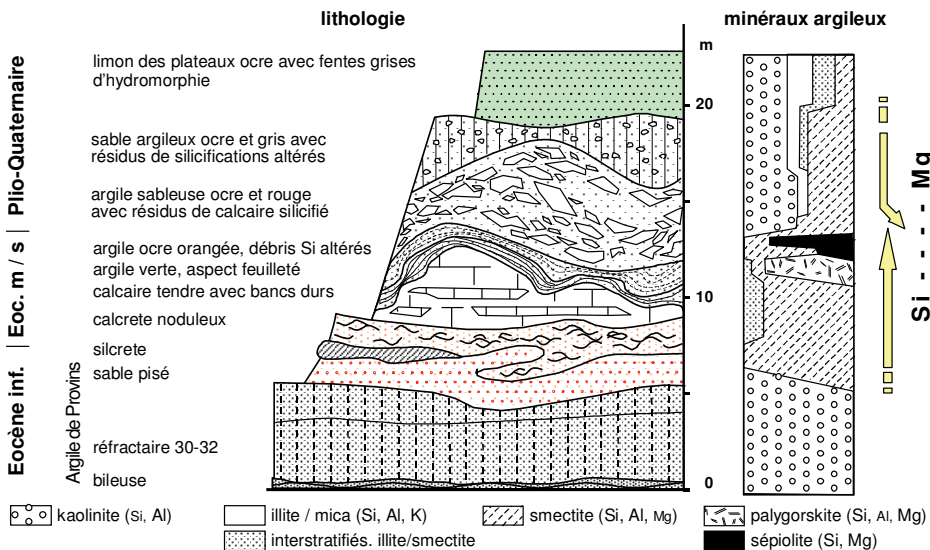 lithologie
minéraux argileux
Plio-Quaternaire
Eoc. m / s
Eocène inf.
Argile de Provins
limon des plateaux ocre avec fentes grises
d'hydromorphie
sable argileux ocre et gris avec
résidus de silicifications altérés
argile sableuse ocre et rouge
avec résidus de calcaire silicifié
argile ocre orangée, débris Si altérés
argile verte, aspect feuilleté
calcaire tendre avec bancs durs
calcrete noduleux
silcrete
sable pisé
réfractaire 30-32
bileuse
m
20
10
0
Si - - - - Mg
kaolinite (Si, Al)
illite / mica (Si, Al, K)
smectite (Si, Al, Mg)
palygorskite (Si, Al, Mg)
interstratifiés. illite/smectite
sépiolite (Si, Mg)